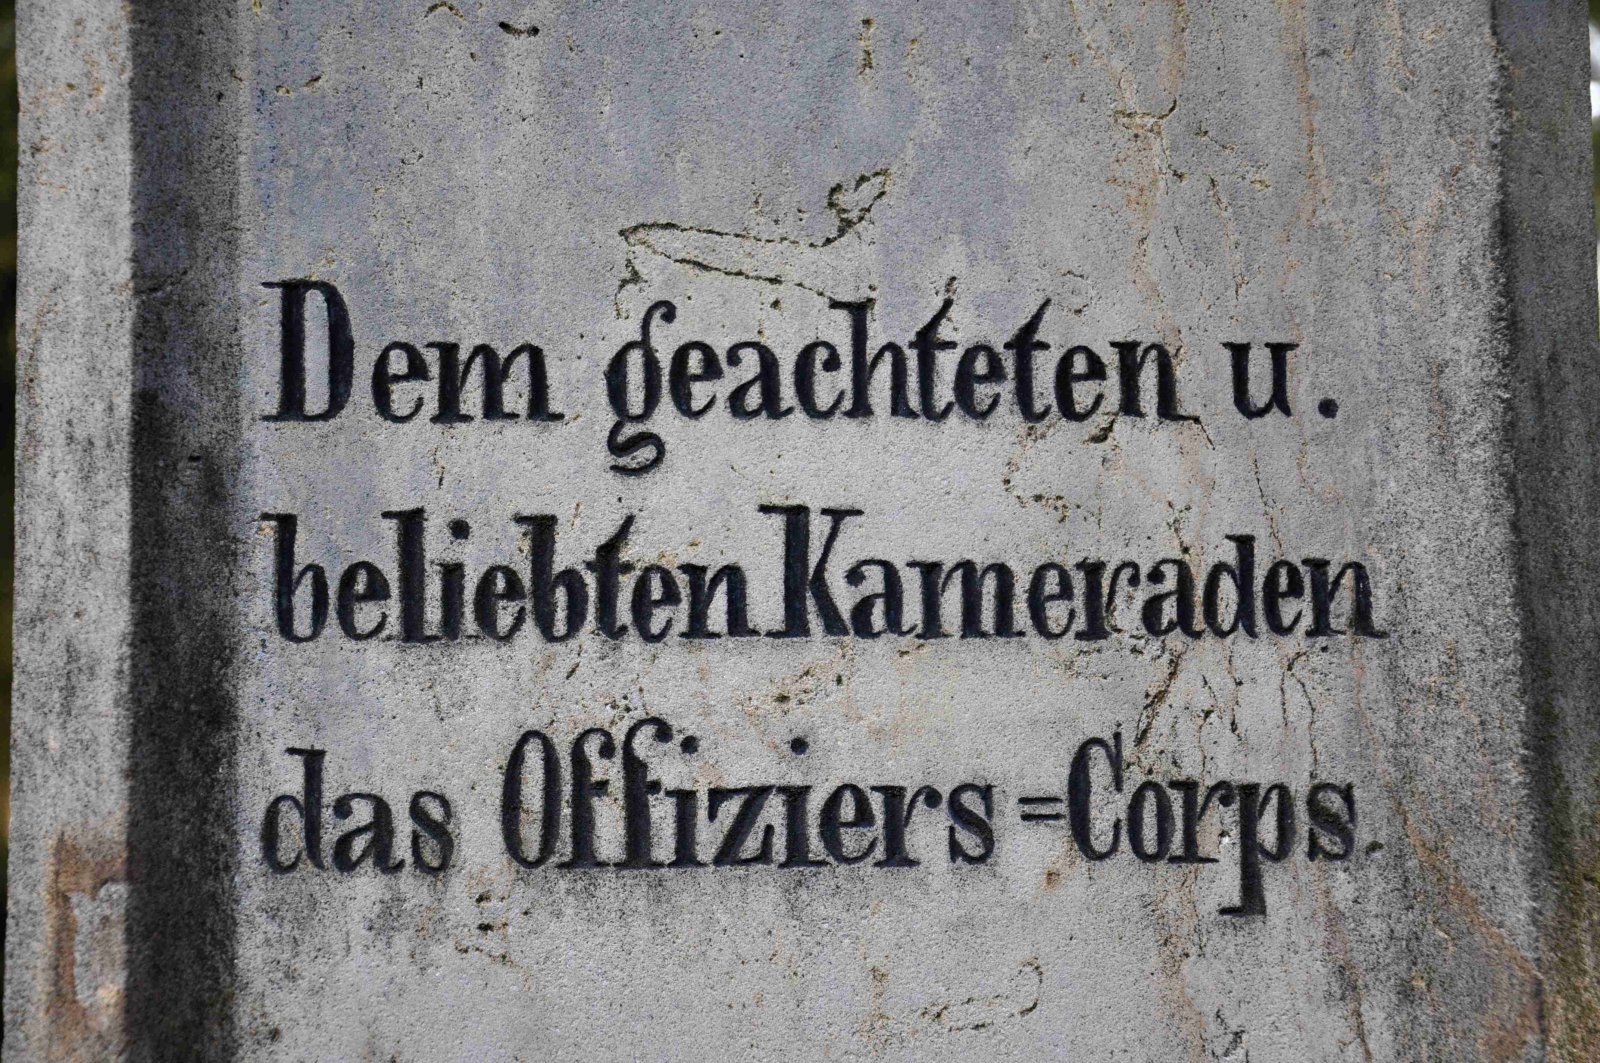 Dem geachteten u.
beliebten Kameraden
das Offiziers=Corps.